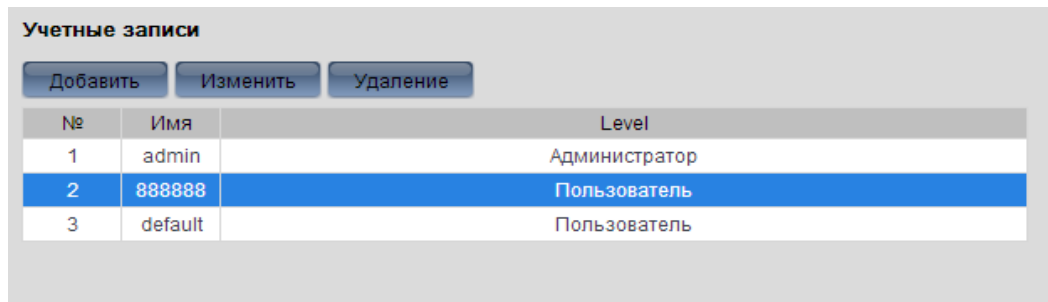 Учетные записи
Добавить Изменить Удаление
№ Имя Level
1 admin Администратор
2 888888 Пользователь
3 default Пользователь